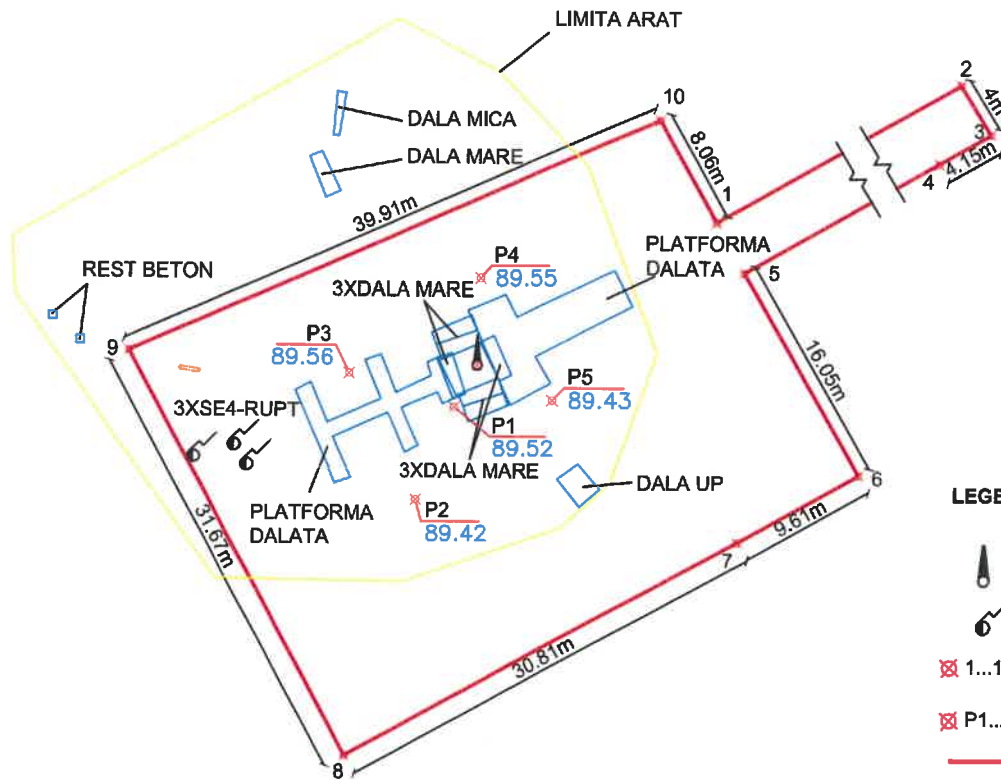 LIMITA ARAT
2
10
DALA MICA
4m
3
8.06m
DALA MARE
1
4
4.15m
39.91m
PLATFORMA
DALATA
P4
89.55
REST BETON
3XDALA MARE
5
P3
89.56
9
16.05m
P5
89.43
3XSE4-RUPT
P1
89.52
3XDALA MARE
6
DALA UP
PLATFORMA
DALATA
P2
89.42
31.67m
9.61m
7
30.81m
8
LEGE
1...1
P1...